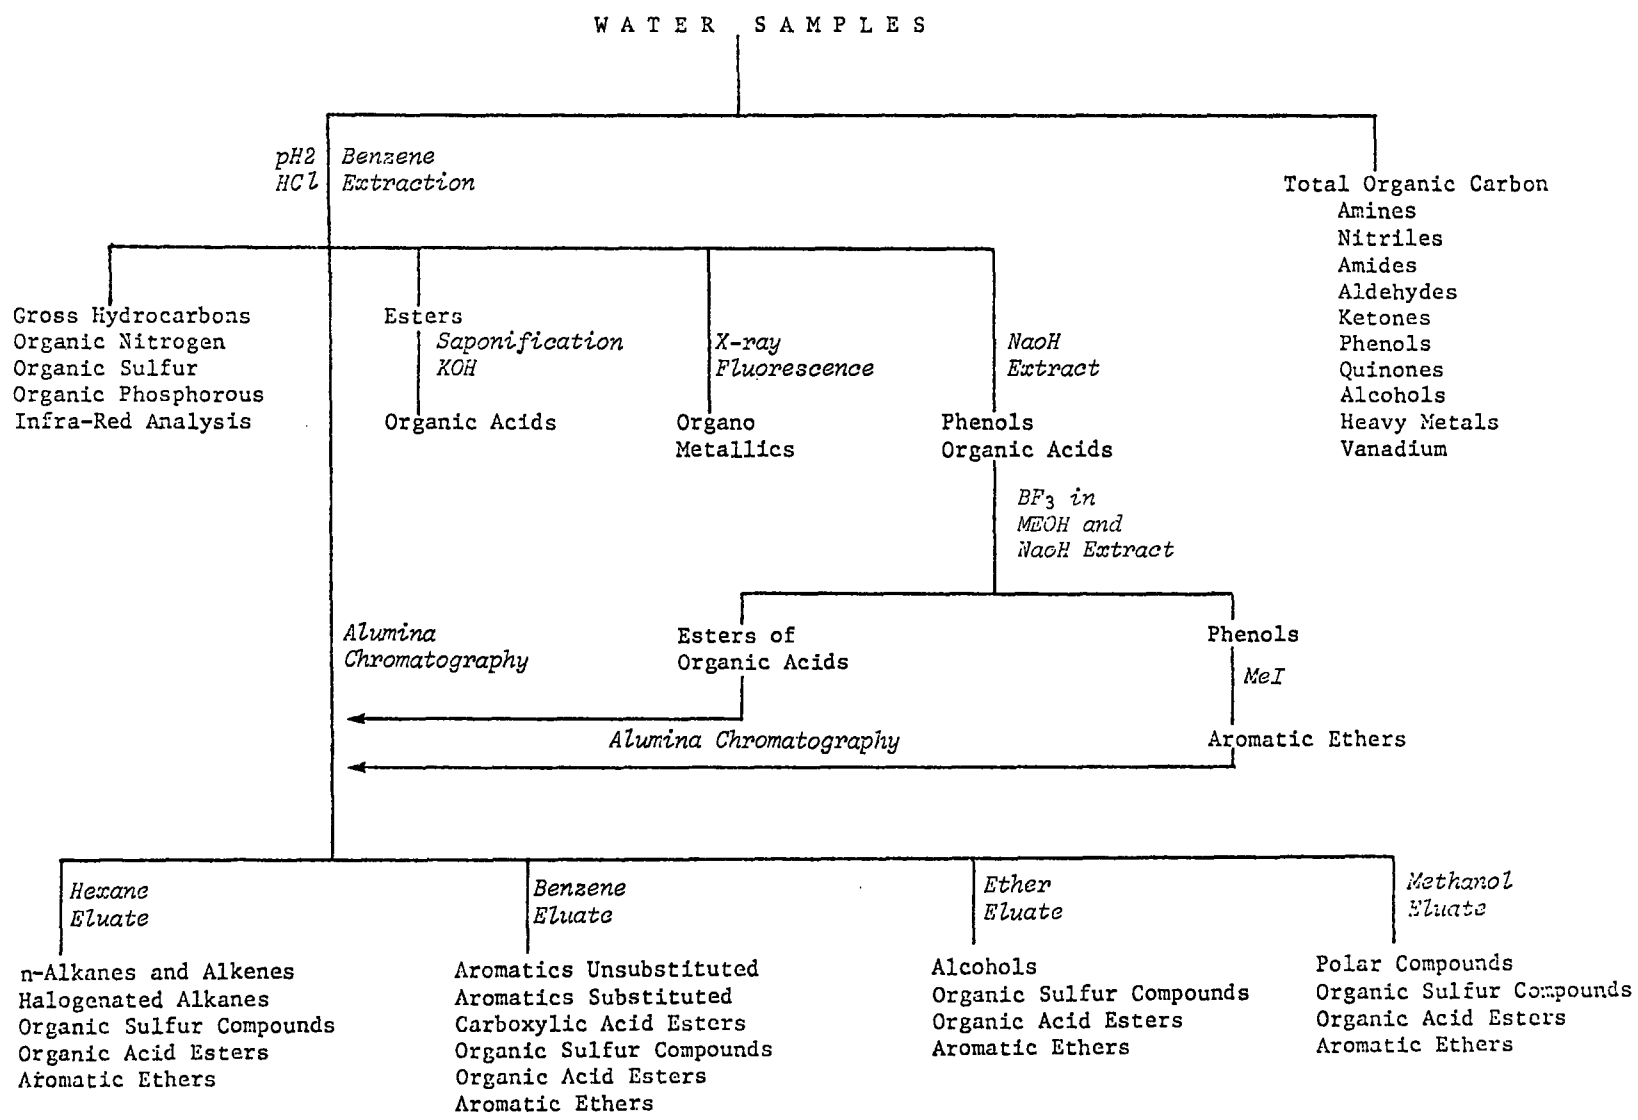 WATER SAMPLES
pH2
HCl
Benzene
Extraction
Total Organic Carbon
Amines
Nitriles
Amides
Aldehydes
Ketones
Phenols
Quinones
Alcohols
Heavy Metals
Vanadium
Gross Hydrocarbons
Organic Nitrogen
Organic Sulfur
Organic Phosphorous
Infra-Red Analysis
Esters
Saponification
KOH
Organic Acids
X-ray
Fluorescence
Organo
Metallics
NaoH
Extract
Phenols
Organic Acids
BF3 in
MEOH and
NaoH Extract
Alumina
Chromatography
Esters of
Organic Acids
Phenols
MeI
Alumina Chromatography
Aromatic Ethers
Hexane
Eluate
n-Alkanes and Alkenes
Halogenated Alkanes
Organic Sulfur Compounds
Organic Acid Esters
Aromatic Ethers
Benzene
Eluate
Aromatics Unsubstituted
Aromatics Substituted
Carboxylic Acid Esters
Organic Sulfur Compounds
Organic Acid Esters
Aromatic Ethers
Ether
Eluate
Alcohols
Organic Sulfur Compounds
Organic Acid Esters
Aromatic Ethers
Methanol
Eluate
Polar Compounds
Organic Sulfur Compounds
Organic Acid Esters
Aromatic Ethers